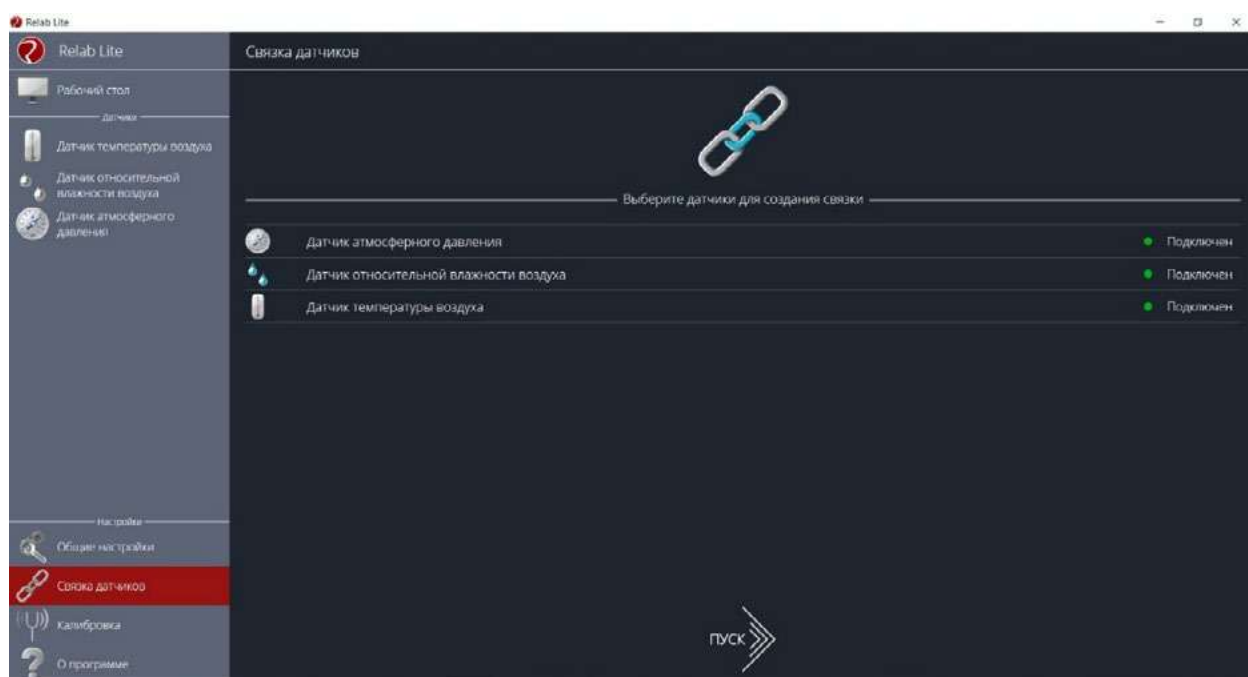 Relab Lite
Relab Lite
Связка датчиков
Рабочий стол
Датчики
Датчик температуры воздуха
Датчик относительной
влажности воздуха
Датчик атмосферного
давления
Выберите датчики для создания связки
Датчик атмосферного давления
Подключен
Датчик относительной влажности воздуха
Подключен
Датчик температуры воздуха
Подключен
Настройки
Общие настройки
Связка датчиков
Калибровка
О программе
ПУСК